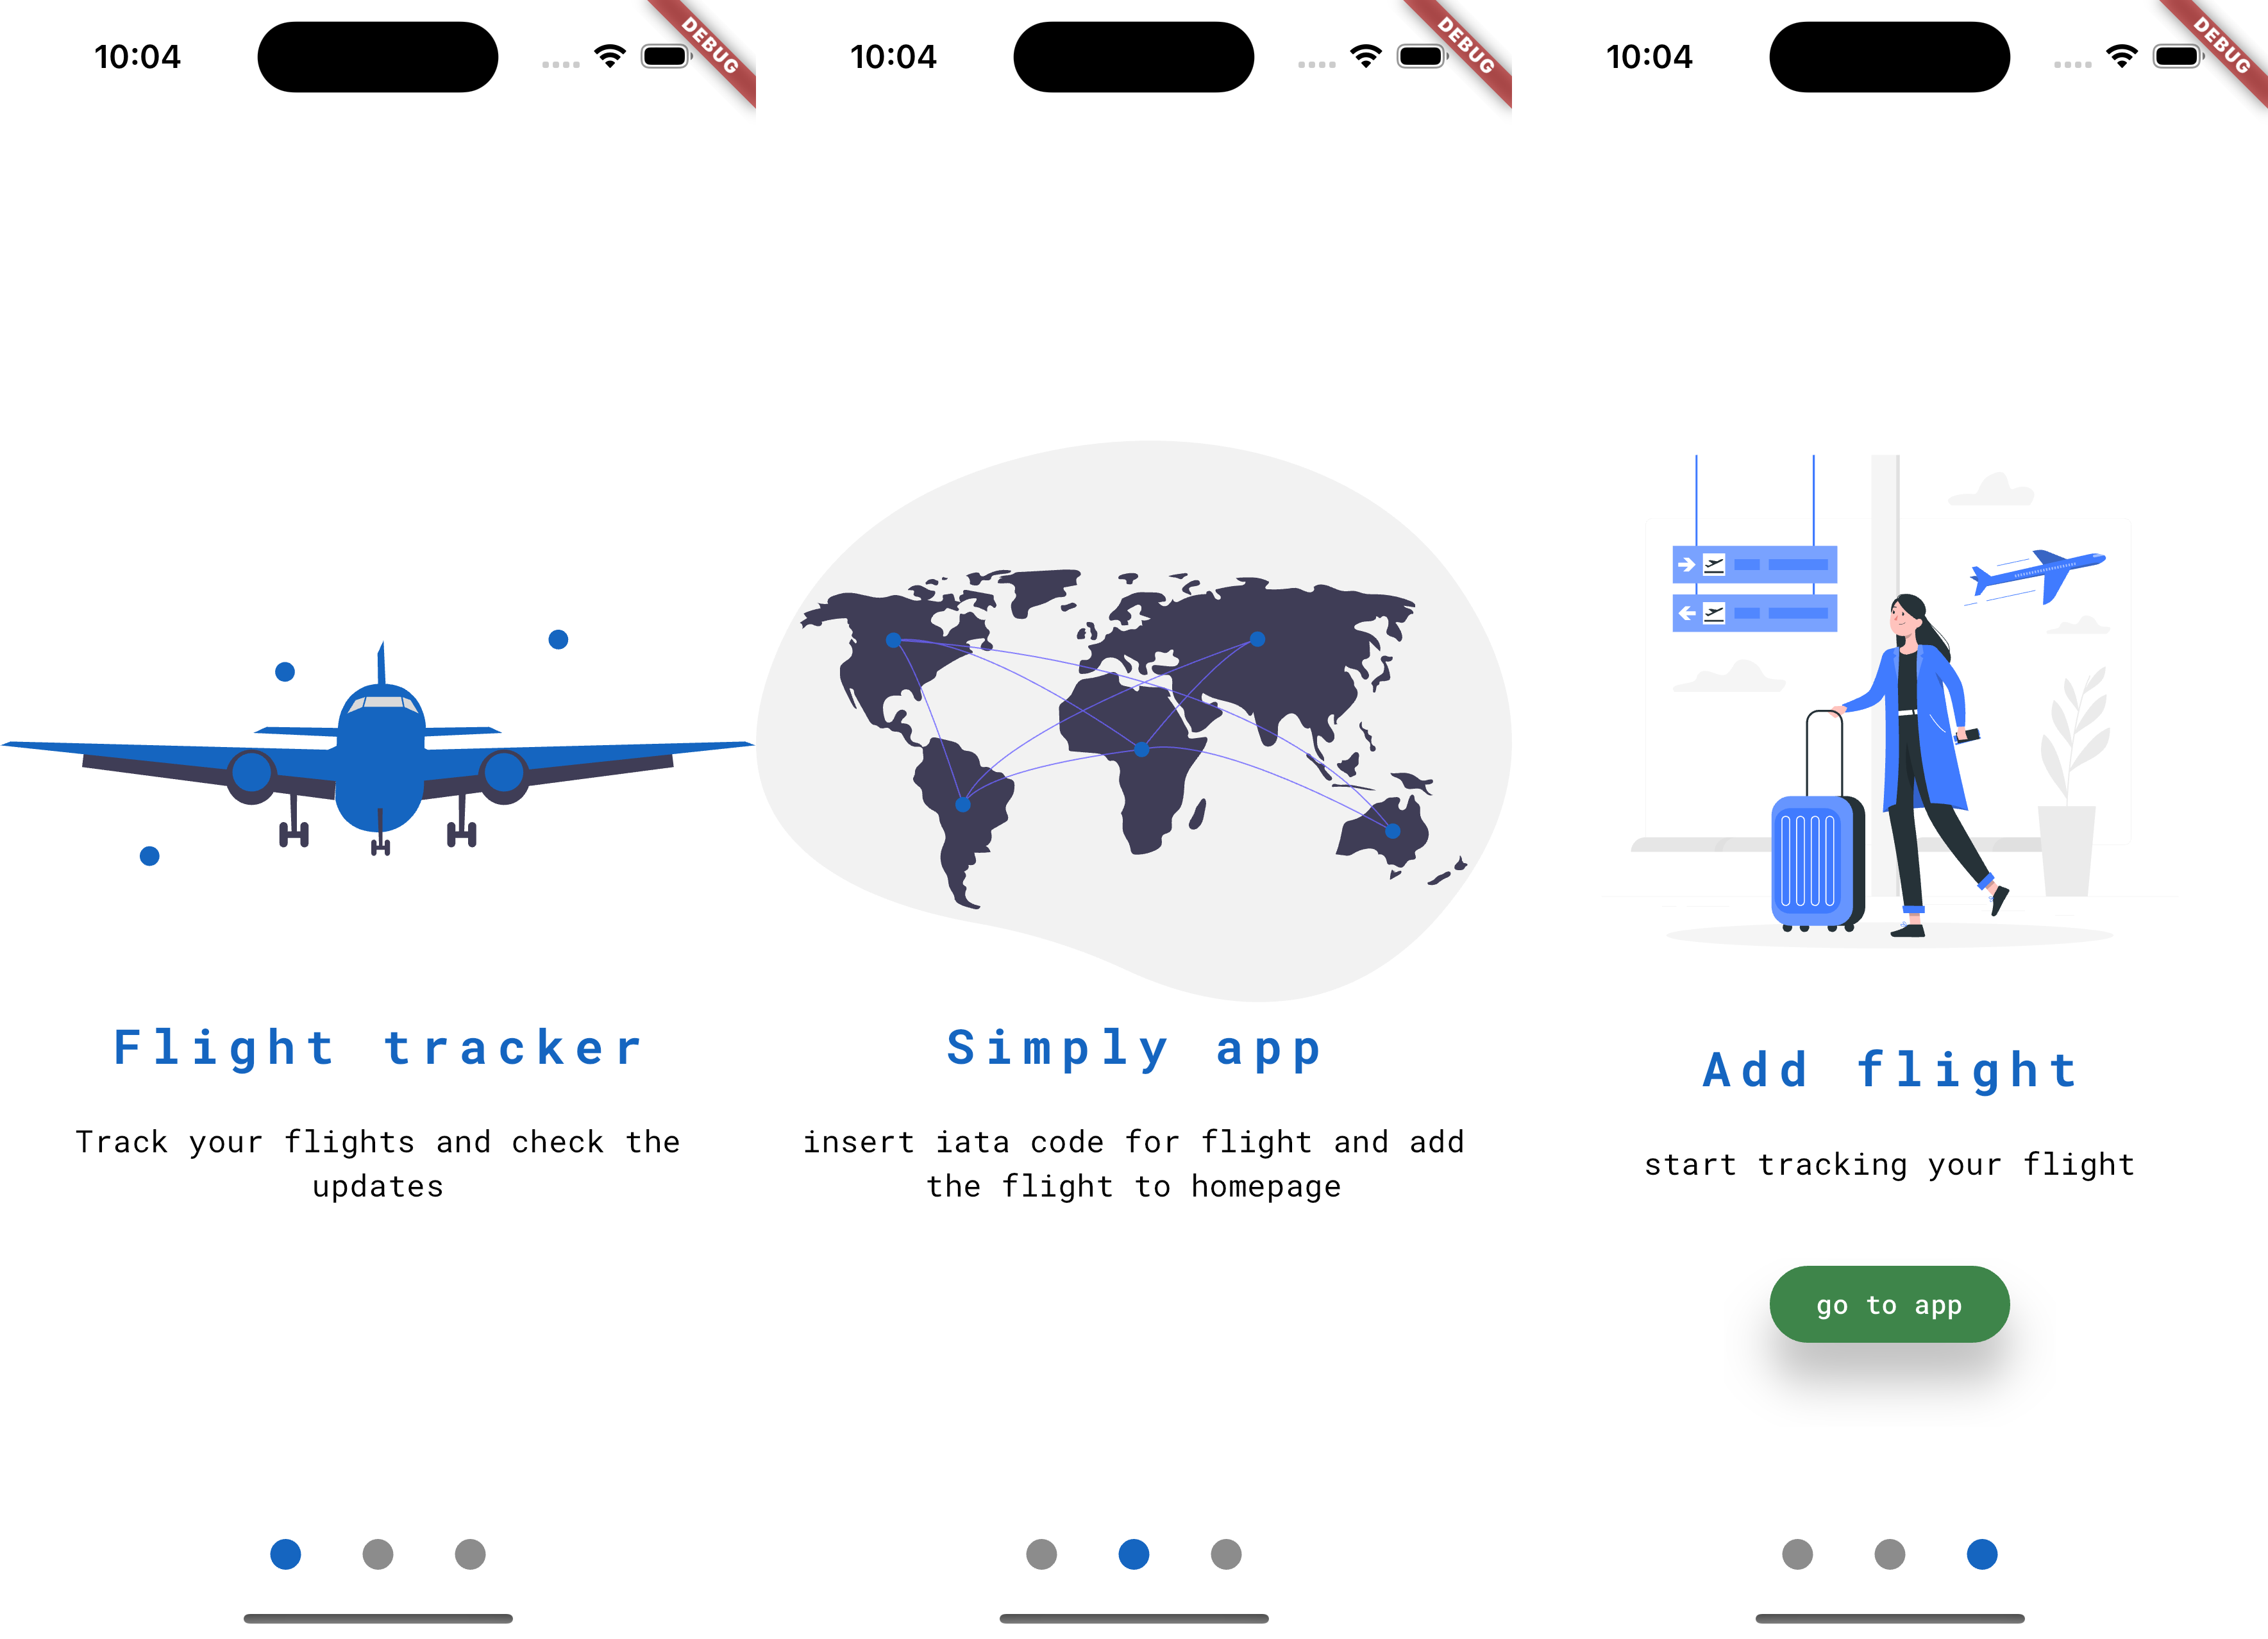 10:04
DEBUG
Flight tracker
Track your flights and check the
updates
10:04
DEBUG
Simply app
insert iata code for flight and add
the flight to homepage
10:04
DEBUG
Add flight
start tracking your flight
go to app